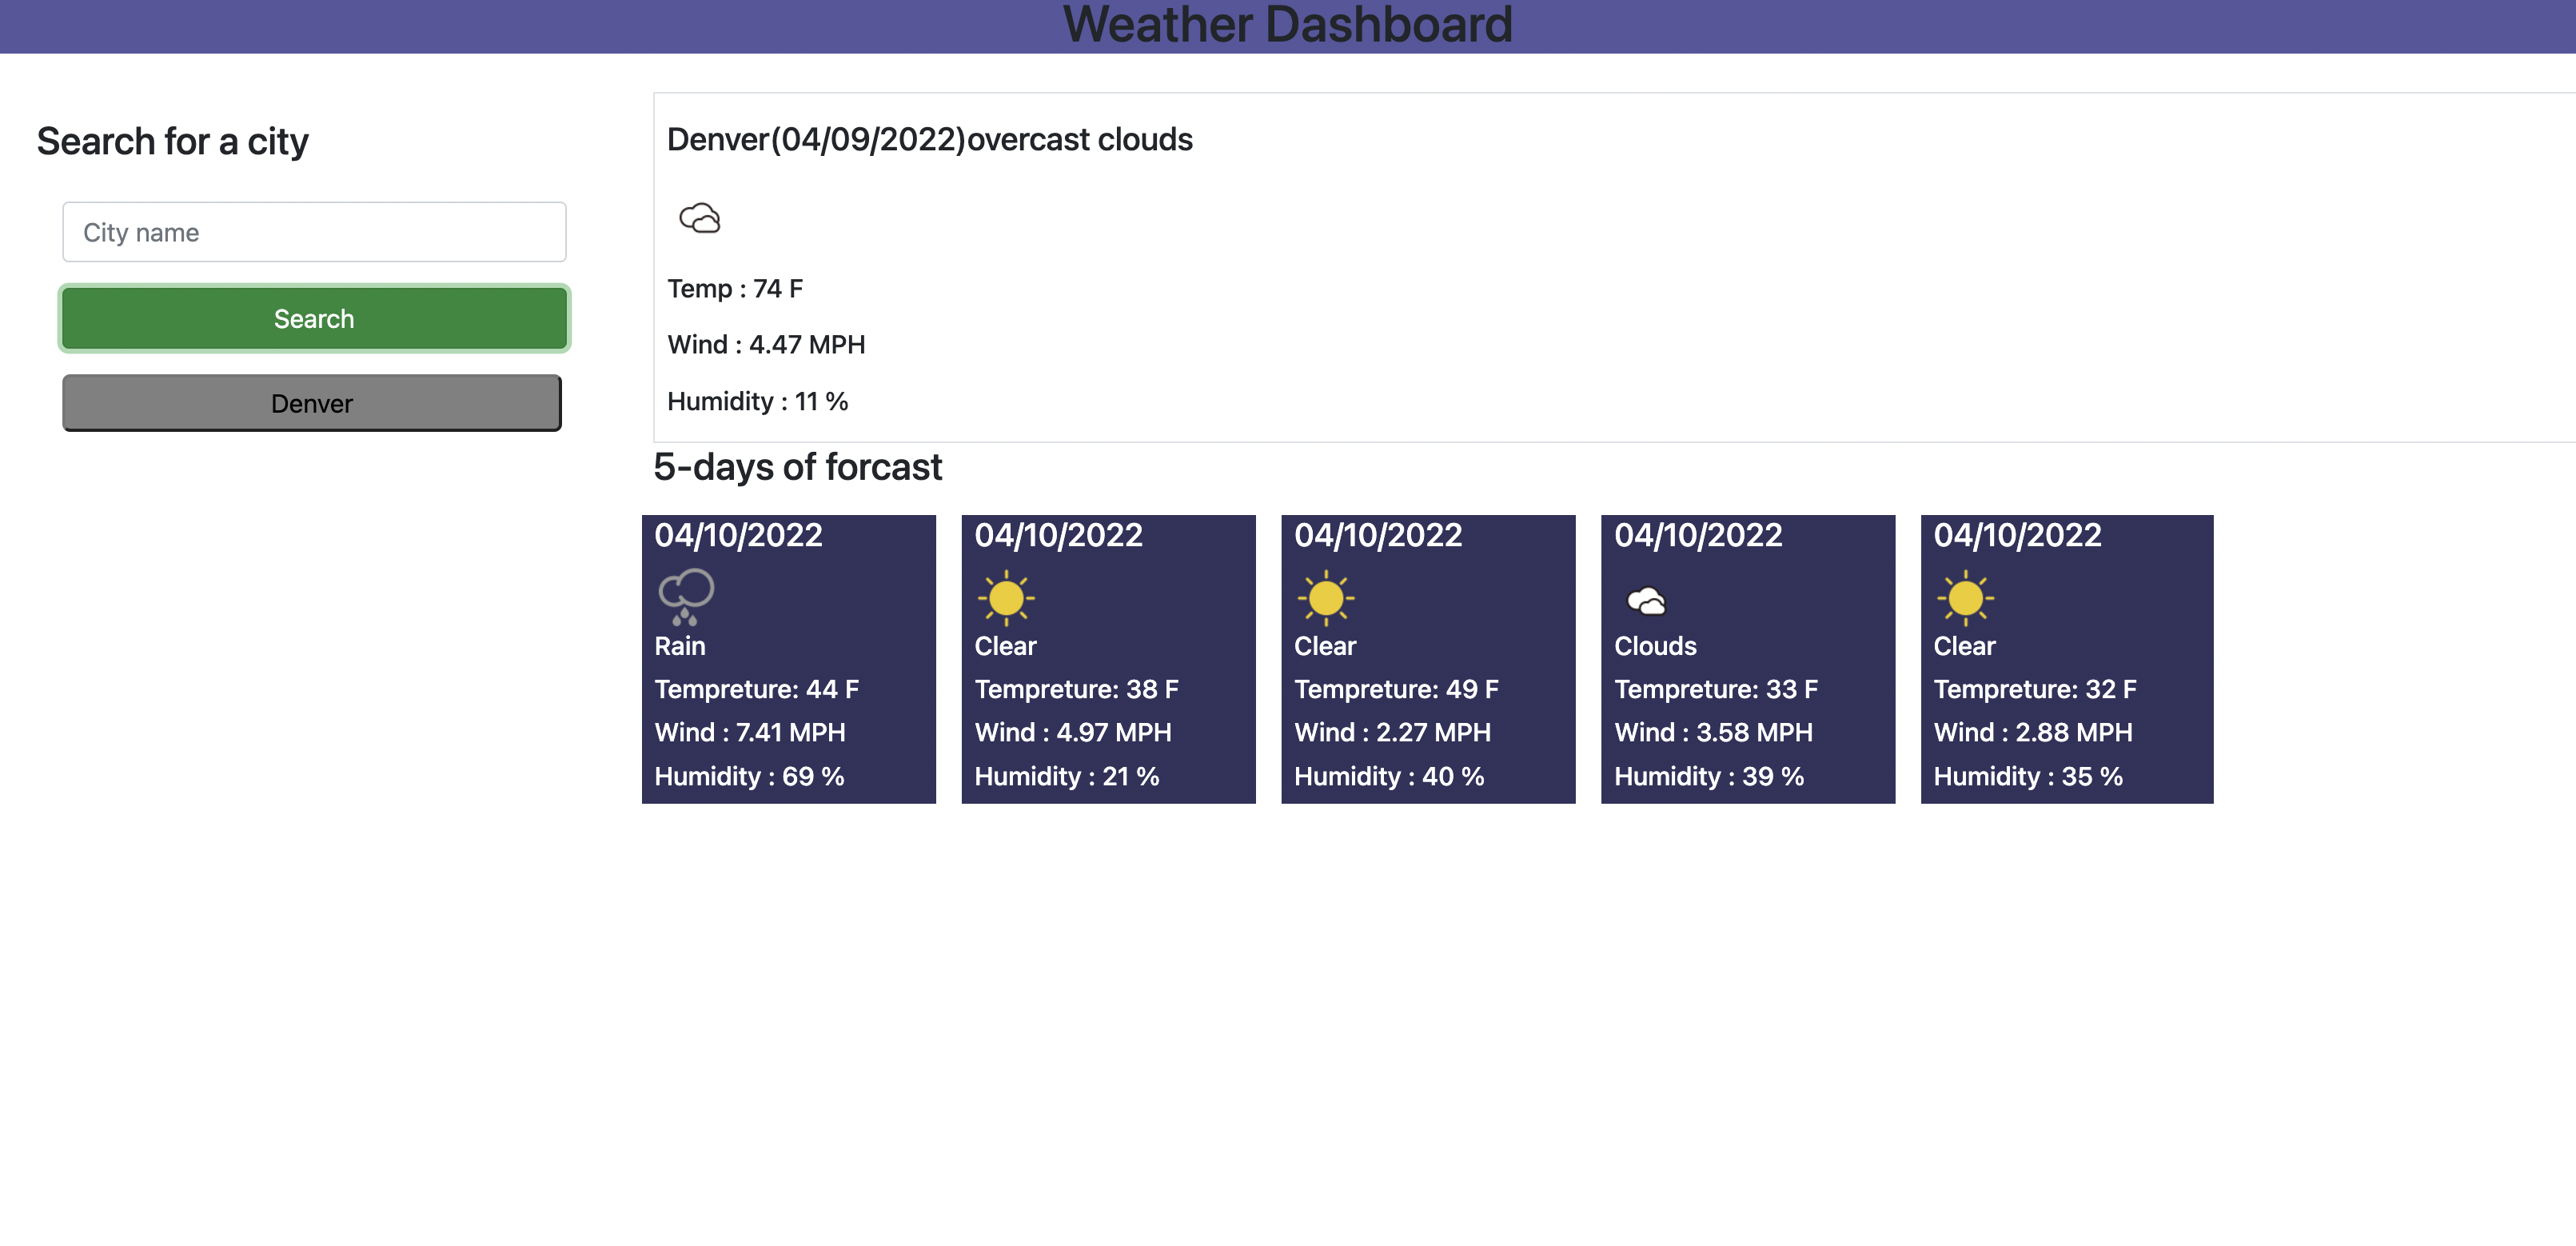 Weather Dashboard
Search for a city
City name
Search
Denver
Denver(04/09/2022)overcast clouds
Temp : 74 F
Wind : 4.47 MPH
Humidity : 11 %
5-days of forcast
04/10/2022
Rain
Tempreture: 44 F
Wind : 7.41 MPH
Humidity : 69 %
04/10/2022
Clear
Tempreture: 38 F
Wind : 4.97 MPH
Humidity : 21 %
04/10/2022
Clear
Tempreture: 49 F
Wind : 2.27 MPH
Humidity : 40 %
04/10/2022
Clouds
Tempreture: 33 F
Wind : 3.58 MPH
Humidity : 39 %
04/10/2022
Clear
Tempreture: 32 F
Wind : 2.88 MPH
Humidity : 35 %